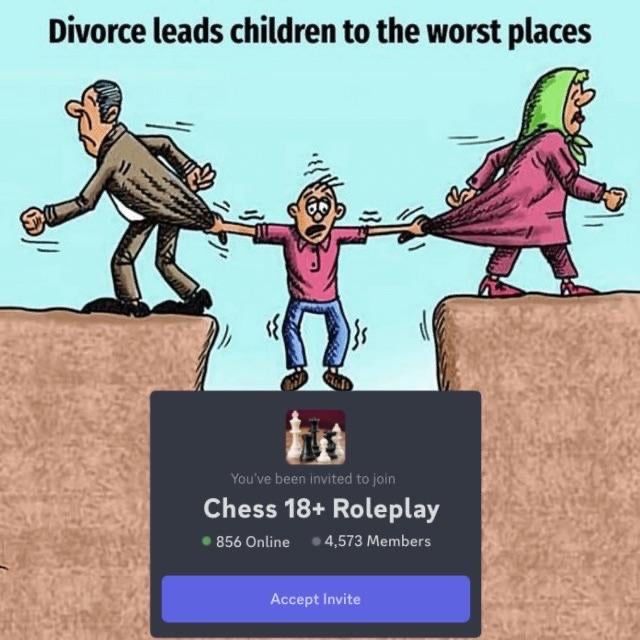 Divorce leads children to the worst places
You've been invited to join
Chess 18+ Roleplay
856 Online 4,573 Members
Accept Invite